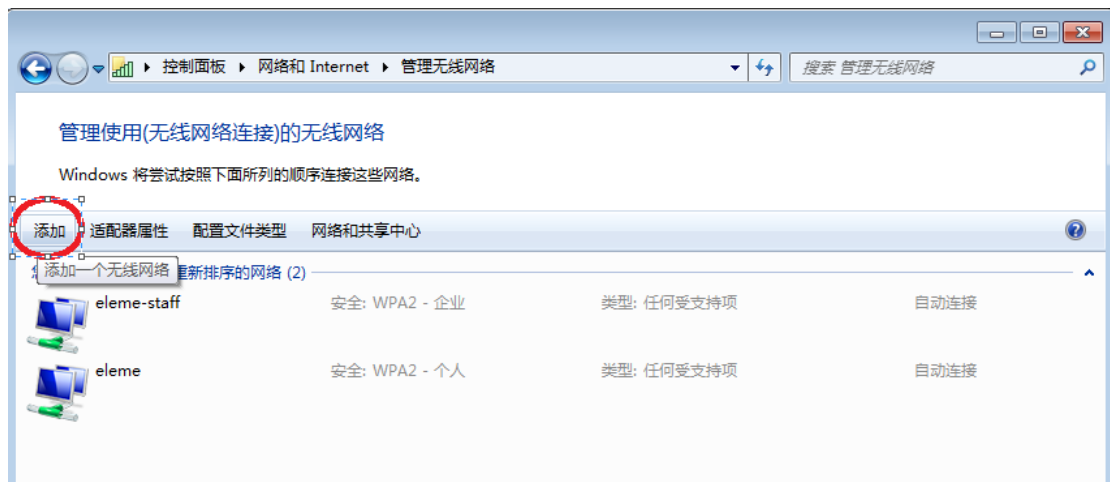 控制面板 ▸ 网络和 Internet ▸ 管理无线网络
搜索 管理无线网络
管理使用(无线网络连接)的无线网络
Windows 将尝试按照下面所列的顺序连接这些网络。
添加 适配器属性 配置文件类型 网络和共享中心
添加一个无线网络
重新排序的网络 (2)
eleme-staff 安全: WPA2 - 企业 类型: 任何受支持项 自动连接
eleme 安全: WPA2 - 个人 类型: 任何受支持项 自动连接